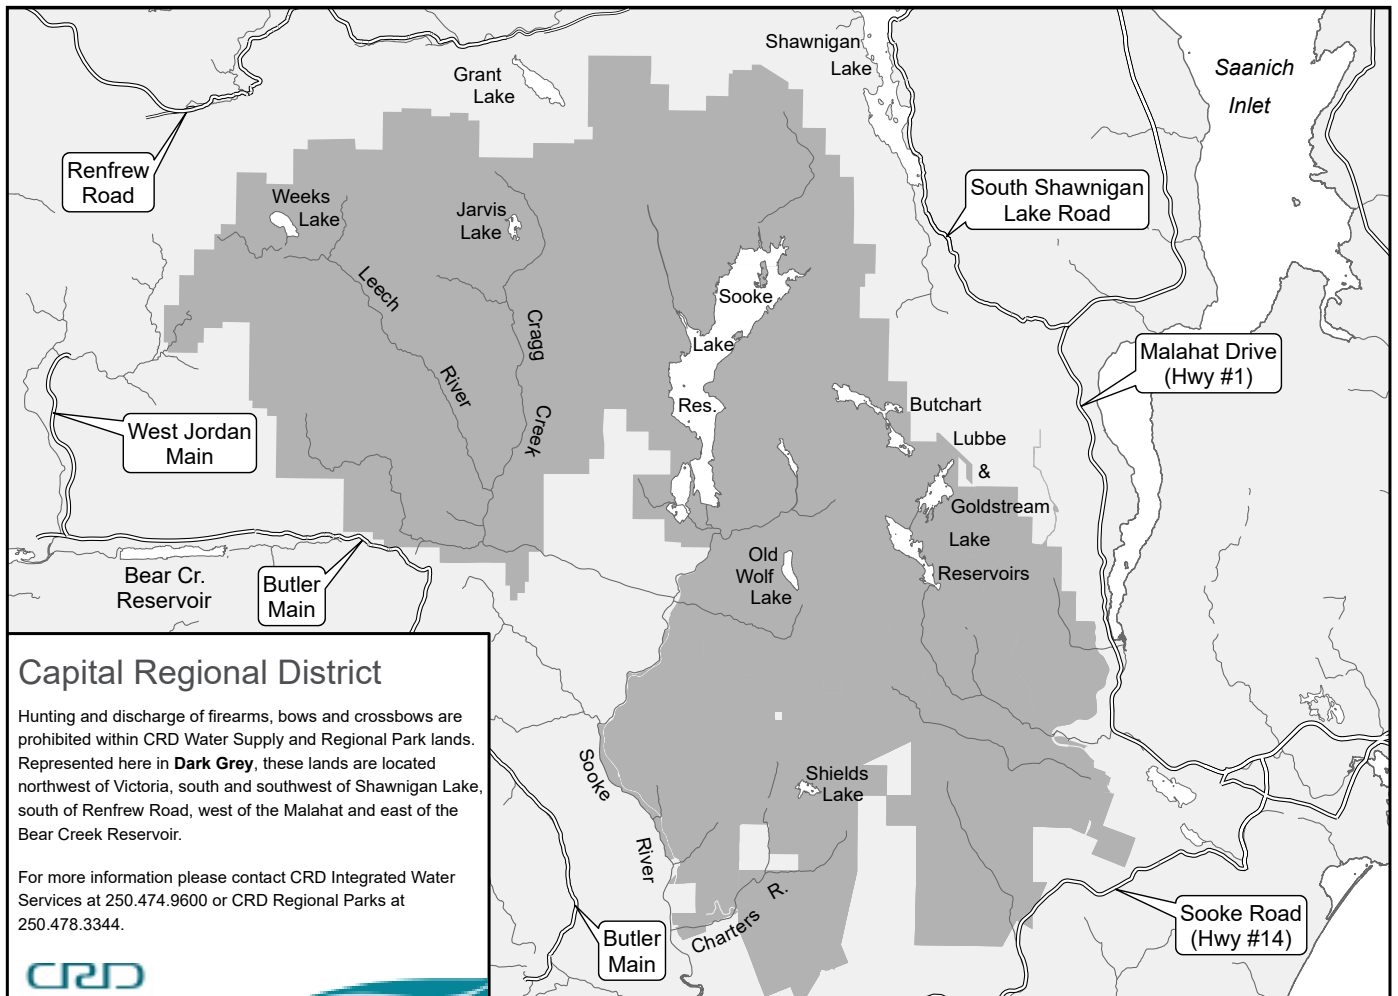 Shawnigan
Lake
Saanich
Inlet
Grant
Lake
Renfrew
Road
South Shawnigan
Lake Road
Weeks
Lake
Jarvis
Lake
Leech
River
Cragg
Creek
Sooke
Lake
Res.
Malahat Drive
(Hwy #1)
Butchart
Lubbe
&
Goldstream
Lake
Reservoirs
West Jordan
Main
Old
Wolf
Lake
Bear Cr.
Reservoir
Butler
Main
Capital Regional District
Hunting and discharge of firearms, bows and crossbows are
prohibited within CRD Water Supply and Regional Park lands.
Represented here in Dark Grey, these lands are located
northwest of Victoria, south and southwest of Shawnigan Lake,
south of Renfrew Road, west of the Malahat and east of the
Bear Creek Reservoir.
For more information please contact CRD Integrated Water
Services at 250.474.9600 or CRD Regional Parks at
250.478.3344.
CRD
Sooke
River
Shields
Lake
Charters R.
Butler
Main
Sooke Road
(Hwy #14)